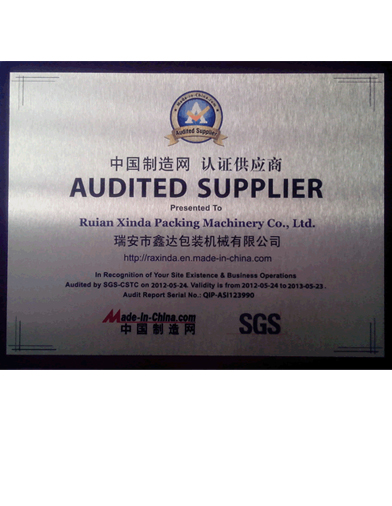 Made-in-China.com
Audited Supplier
中国制造网 认证供应商
AUDITED SUPPLIER
Presented To
Ruian Xinda Packing Machinery Co., Ltd.
瑞安市鑫达包装机械有限公司
http://raxinda.en.made-in-china.com
In Recognition of Your Site Existence & Business Operations
Audited by SGS-CSTC on 2012-05-24. Validity is from 2012-05-24 to 2013-05-23.
Audit Report Serial No.: QIP-ASI123990
Made-in-China.com
中国制造网
SGS